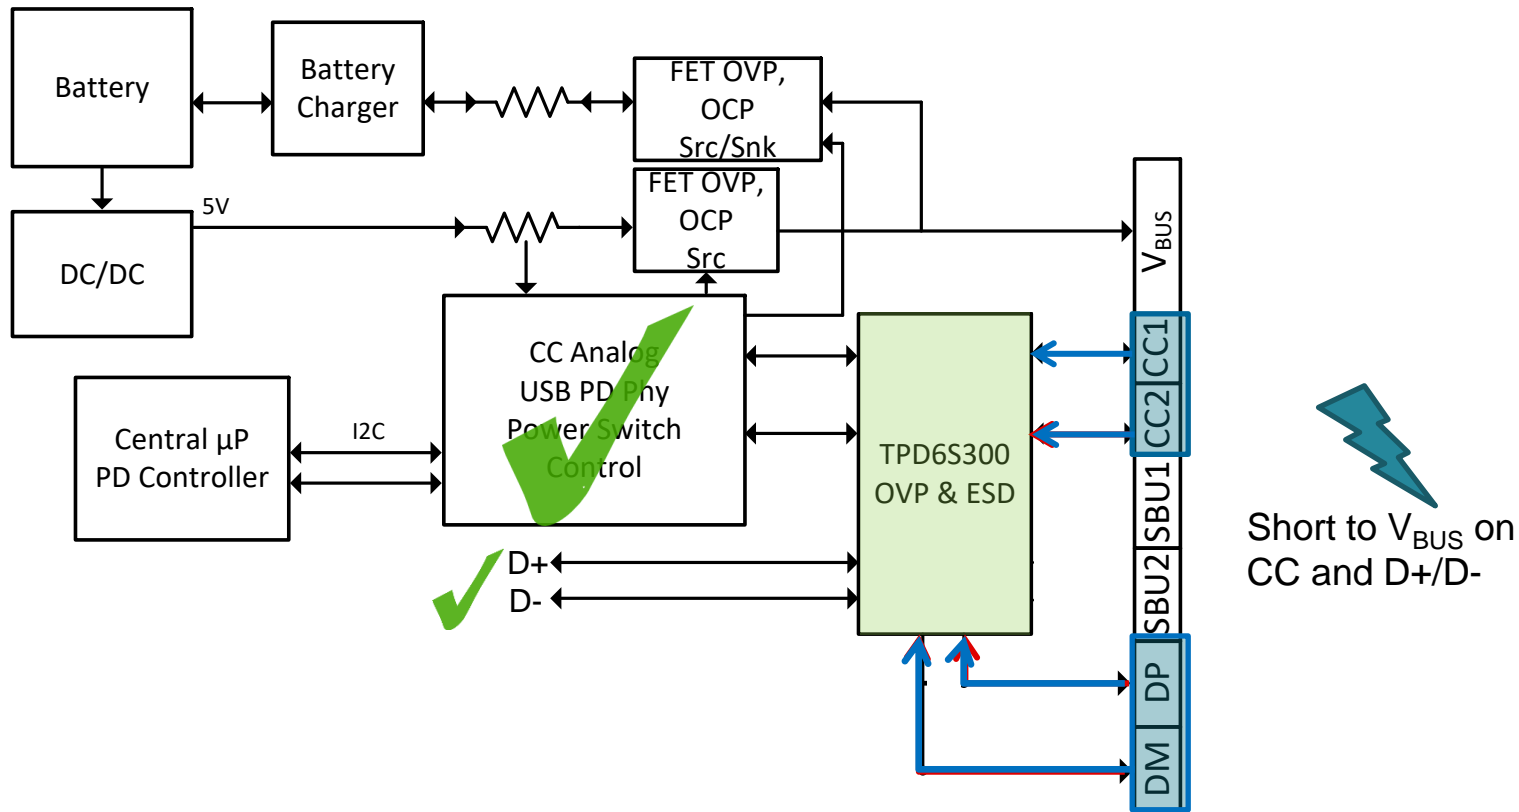 Battery
Battery
Charger
FET OVP,
OCP
Src/Snk
FET OVP,
OCP
Src
5V
DC/DC
CC Analog
USB PD Phy
Power Switch
Control
Central µP
PD Controller
I2C
TPD6S300
OVP & ESD
D+
D-
VBUS
CC1
CC2
SBU1
SBU2
DP
DM
Short to VBUS on
CC and D+/D-